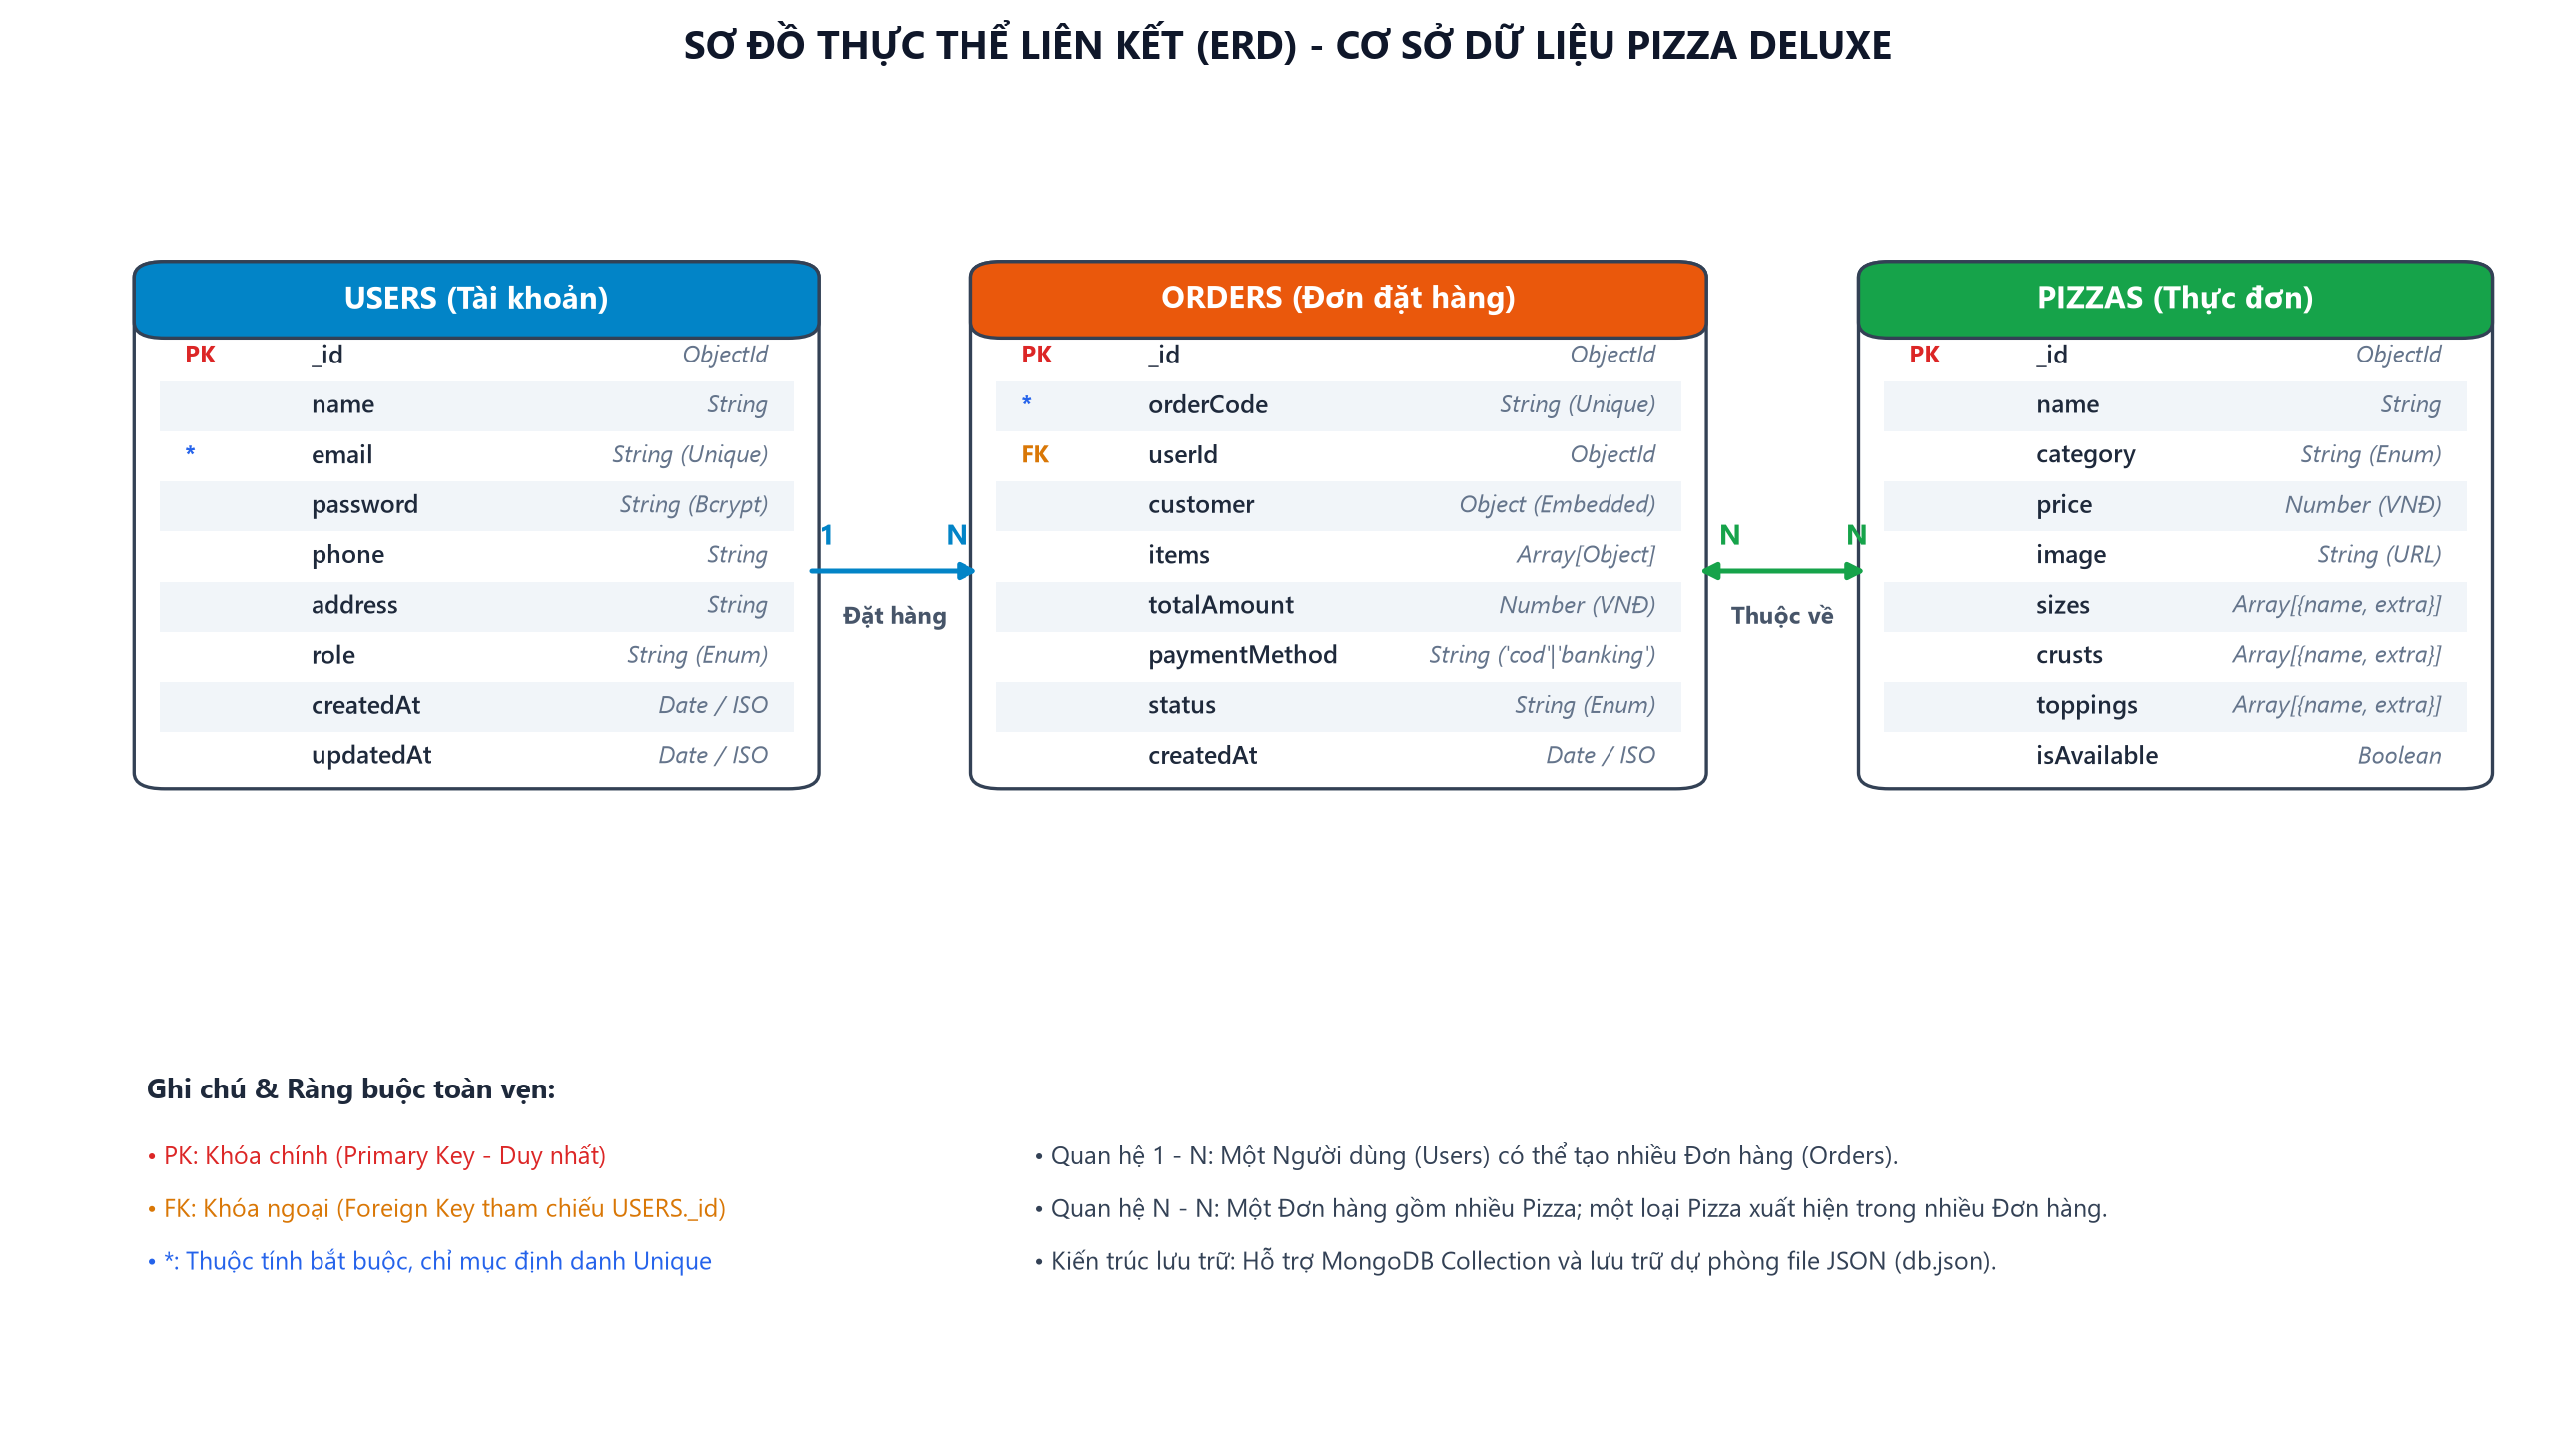 SƠ ĐỒ THỰC THỂ LIÊN KẾT (ERD) - CƠ SỞ DỮ LIỆU PIZZA DELUXE
USERS (Tài khoản)
PK _id ObjectId
name String
* email String (Unique)
password String (Bcrypt)
phone String
address String
role String (Enum)
createdAt Date / ISO
updatedAt Date / ISO
1 N
Đặt hàng
ORDERS (Đơn đặt hàng)
PK _id ObjectId
* orderCode String (Unique)
FK userId ObjectId
customer Object (Embedded)
items Array[Object]
totalAmount Number (VNĐ)
paymentMethod String ('cod'|'banking')
status String (Enum)
createdAt Date / ISO
N N
Thuộc về
PIZZAS (Thực đơn)
PK _id ObjectId
name String
category String (Enum)
price Number (VNĐ)
image String (URL)
sizes Array[{name, extra}]
crusts Array[{name, extra}]
toppings Array[{name, extra}]
isAvailable Boolean
Ghi chú & Ràng buộc toàn vẹn:
• PK: Khóa chính (Primary Key - Duy nhất)
• FK: Khóa ngoại (Foreign Key tham chiếu USERS._id)
• *: Thuộc tính bắt buộc, chỉ mục định danh Unique
• Quan hệ 1 - N: Một Người dùng (Users) có thể tạo nhiều Đơn hàng (Orders).
• Quan hệ N - N: Một Đơn hàng gồm nhiều Pizza; một loại Pizza xuất hiện trong nhiều Đơn hàng.
• Kiến trúc lưu trữ: Hỗ trợ MongoDB Collection và lưu trữ dự phòng file JSON (db.json).